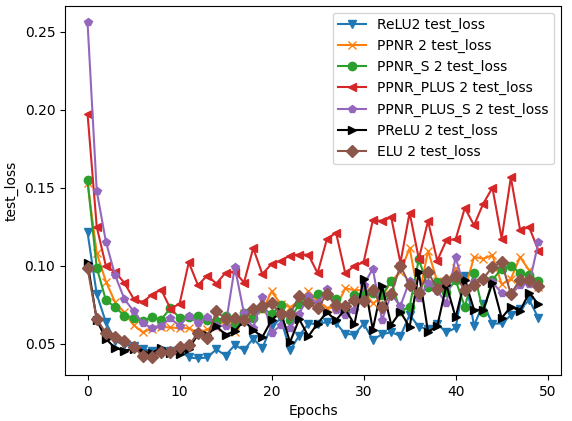 ReLU2 test_loss
PPNR 2 test_loss
PPNR_S 2 test_loss
PPNR_PLUS 2 test_loss
PPNR_PLUS_S 2 test_loss
PReLU 2 test_loss
ELU 2 test_loss
test_loss
0.25
0.20
0.15
0.10
0.05
0 10 20 30 40 50
Epochs